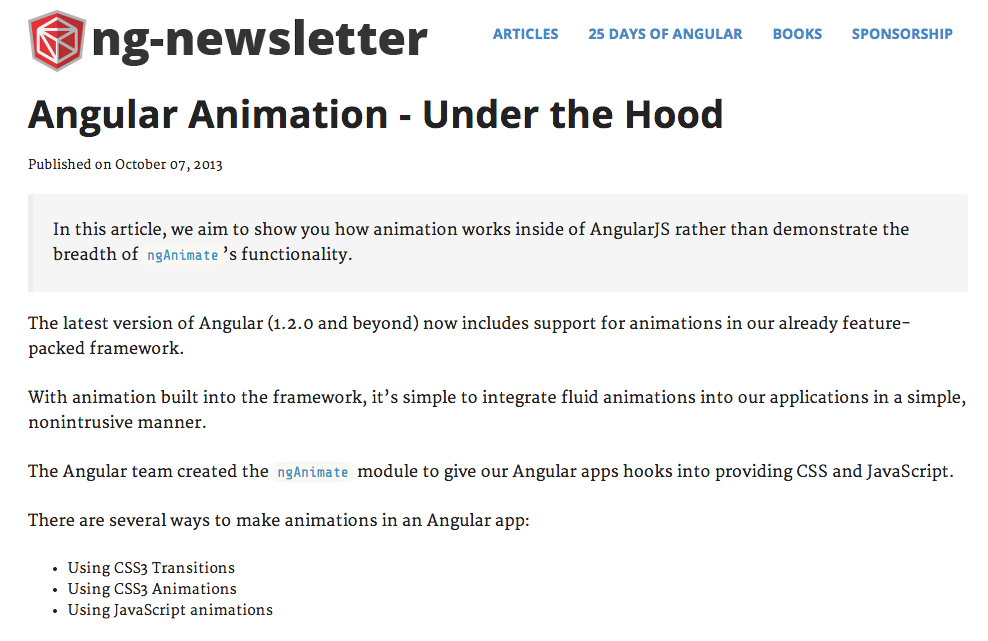 ng-newsletter
ARTICLES 25 DAYS OF ANGULAR BOOKS SPONSORSHIP
Angular Animation - Under the Hood
Published on October 07, 2013
In this article, we aim to show you how animation works inside of AngularJS rather than demonstrate the
breadth of ngAnimate ’s functionality.
The latest version of Angular (1.2.0 and beyond) now includes support for animations in our already feature-
packed framework.
With animation built into the framework, it’s simple to integrate fluid animations into our applications in a simple,
nonintrusive manner.
The Angular team created the ngAnimate module to give our Angular apps hooks into providing CSS and JavaScript.
There are several ways to make animations in an Angular app:
• Using CSS3 Transitions
• Using CSS3 Animations
• Using JavaScript animations